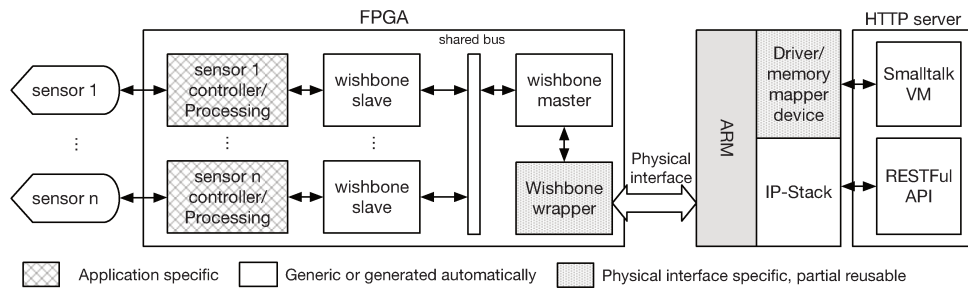 FPGA
HTTP server
shared bus
sensor 1
sensor 1
controller/
Processing
wishbone
slave
wishbone
master
Driver/
memory
mapper
device
Smalltalk
VM
⋮
⋮
⋮
ARM
sensor n
sensor n
controller/
Processing
wishbone
slave
Wishbone
wrapper
Physical
interface
IP-Stack
RESTFul
API
Application specific
Generic or generated automatically
Physical interface specific, partial reusable